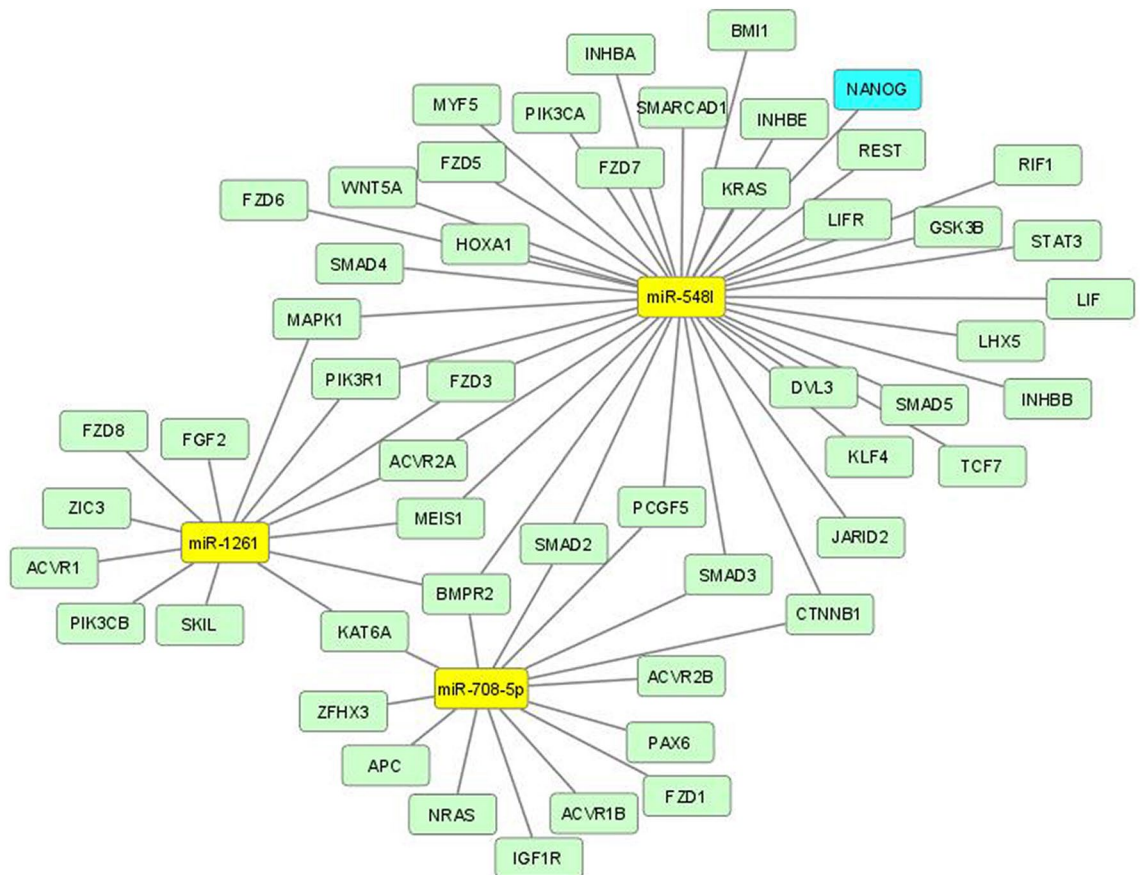 BMI1
INHBA
NANOG
MYF5
PIK3CA
SMARCAD1
INHBE
REST
FZD5
FZD7
RIF1
WNT5A
KRAS
FZD6
LIFR
GSK3B
HOXA1
STAT3
SMAD4
miR-548l
LIF
MAPK1
LHX5
PIK3R1
FZD3
DVL3
INHBB
SMAD5
FZD8
FGF2
ACVR2A
KLF4
TCF7
ZIC3
MEIS1
PCGF5
miR-1261
SMAD2
JARID2
ACVR1
SMAD3
BMPR2
CTNNB1
PIK3CB
SKIL
KAT6A
ACVR2B
miR-708-5p
ZFHX3
PAX6
APC
FZD1
NRAS
ACVR1B
IGF1R